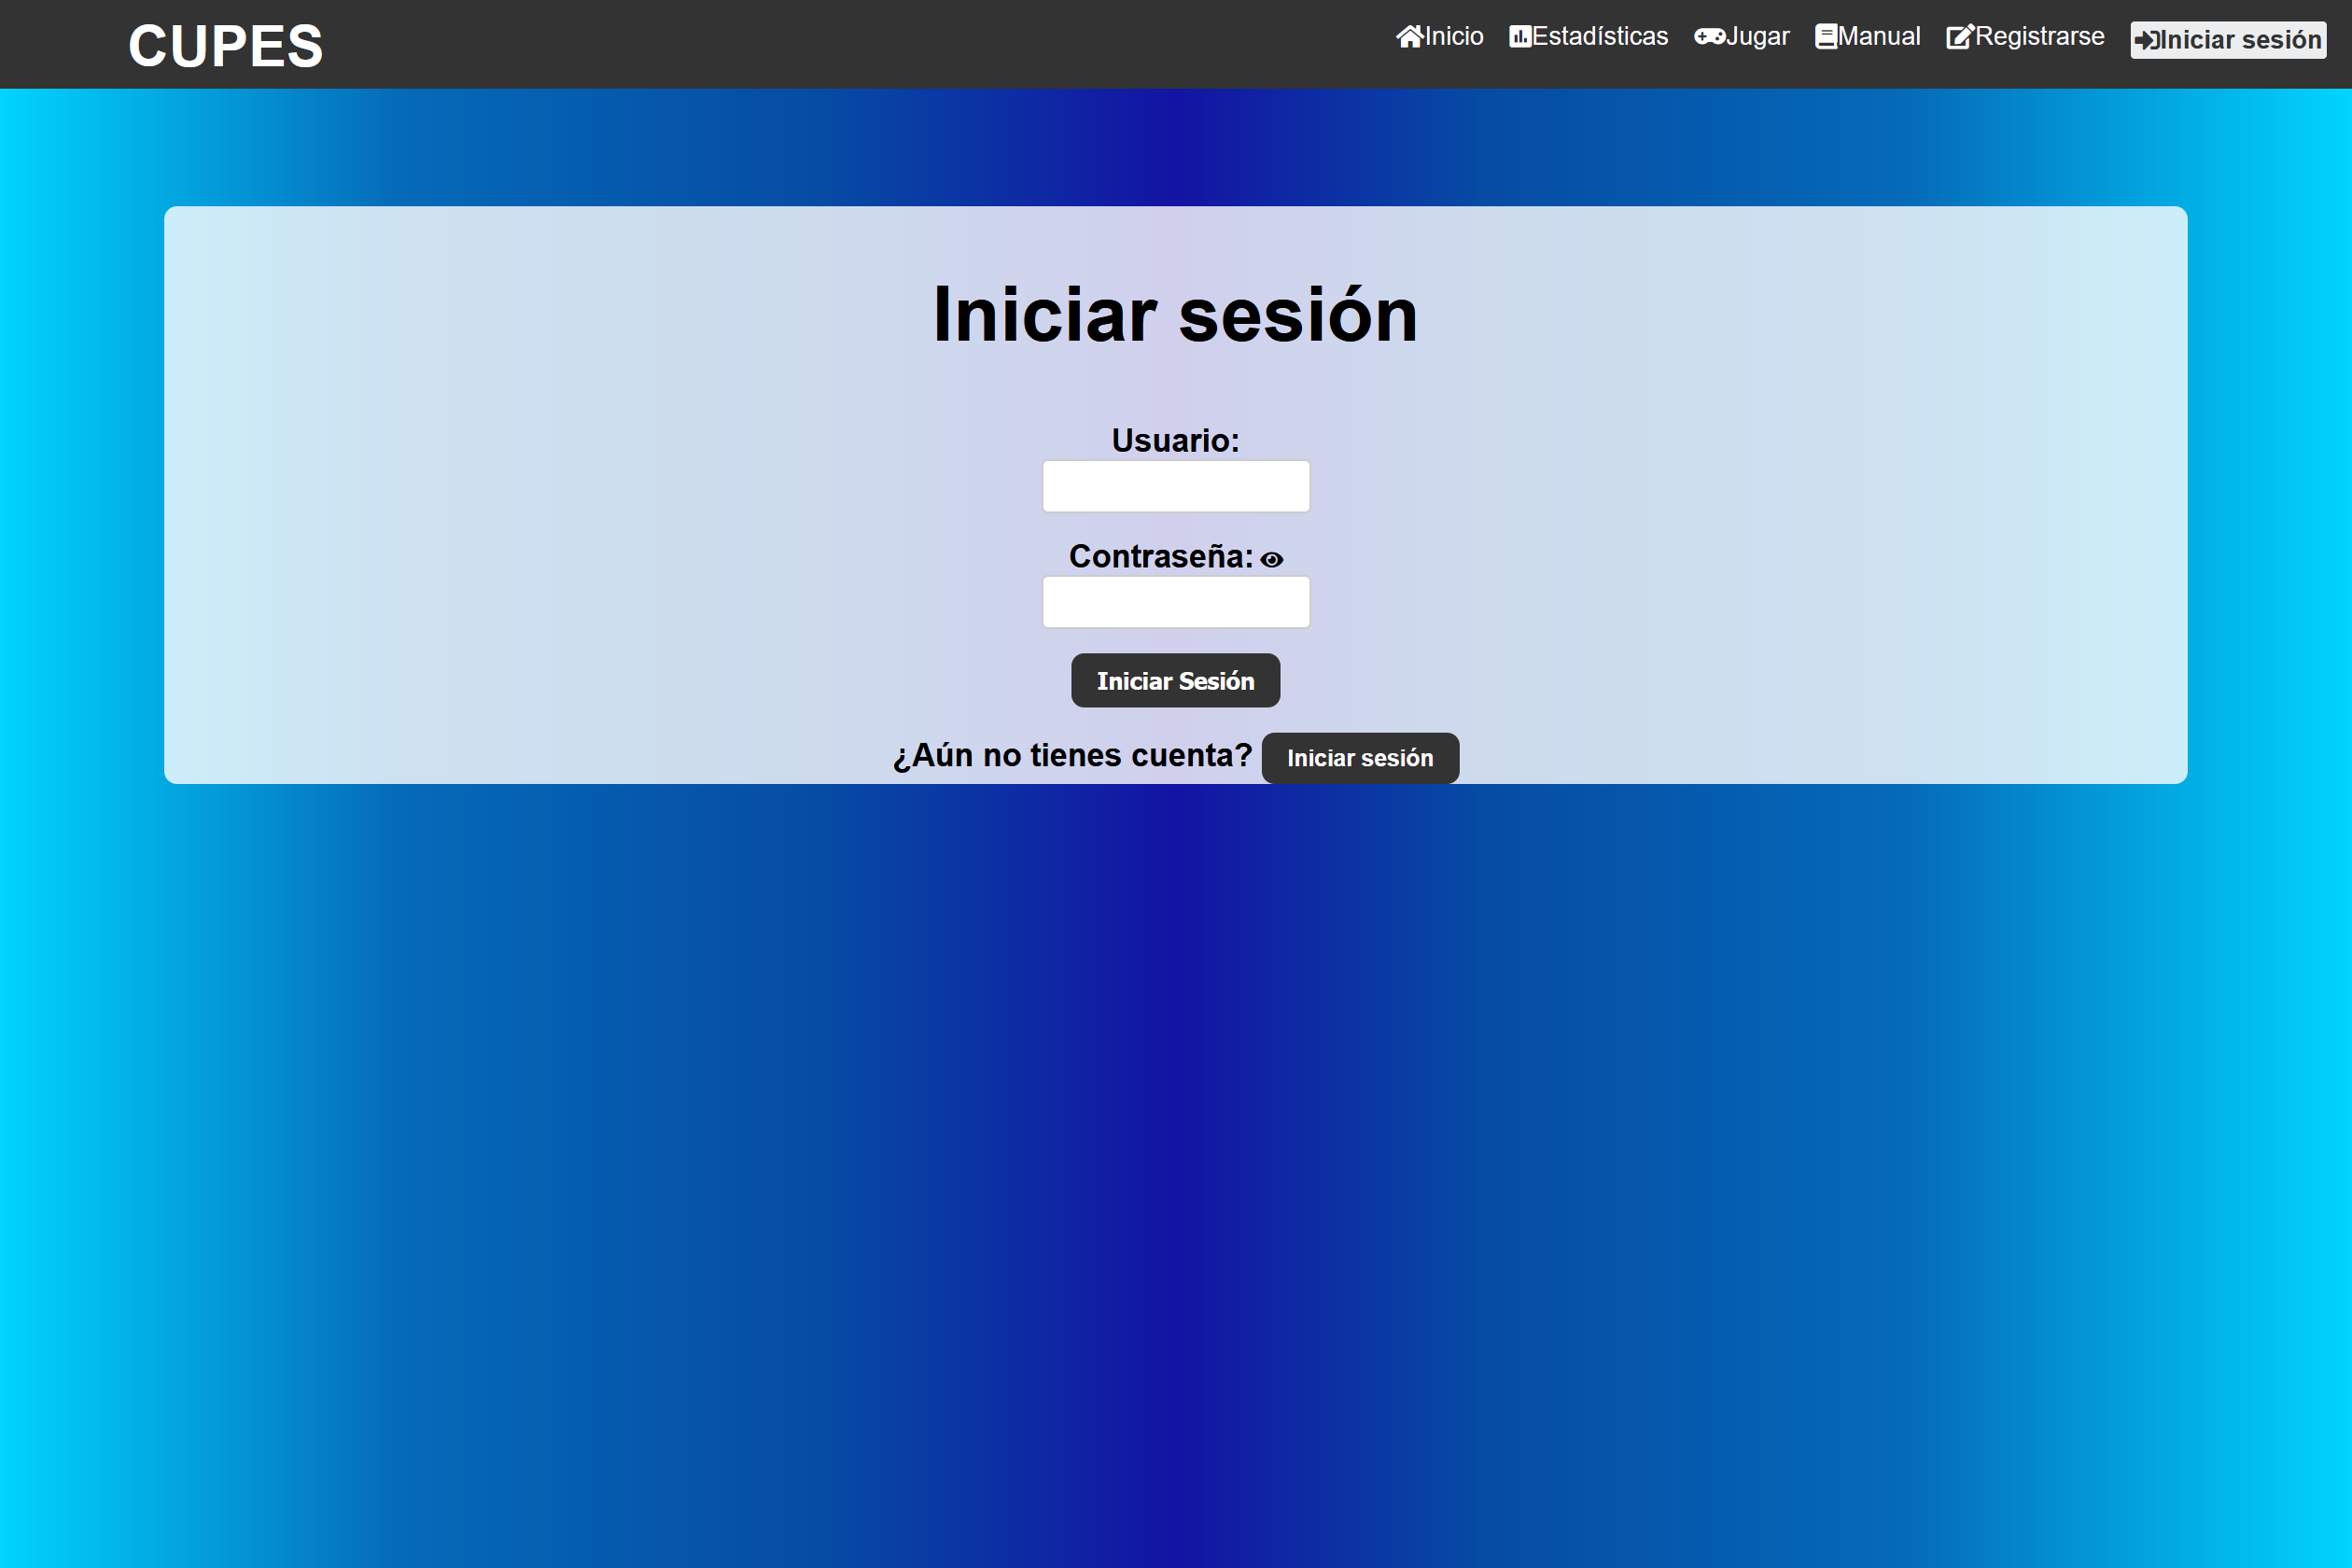 CUPES
Inicio Estadísticas Jugar Manual Registrarse Iniciar sesión
Iniciar sesión
Usuario:
Contraseña:
Iniciar Sesión
¿Aún no tienes cuenta? Iniciar sesión